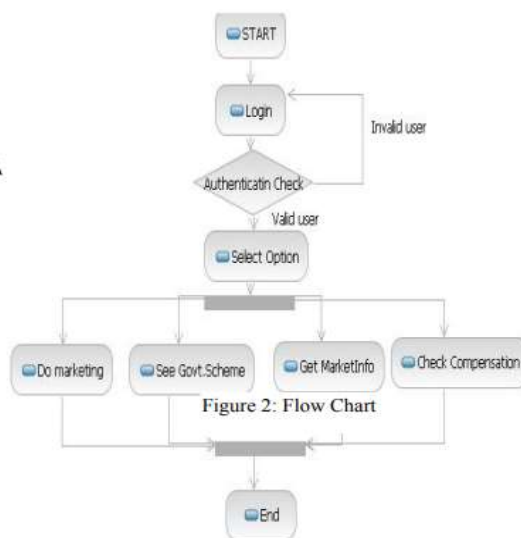 START
Login
Invalid user
Authenticatin Check
Valid user
Select Option
Do marketing
See Govt.Scheme
Get MarketInfo
Check Compensation
Figure 2: Flow Chart
End